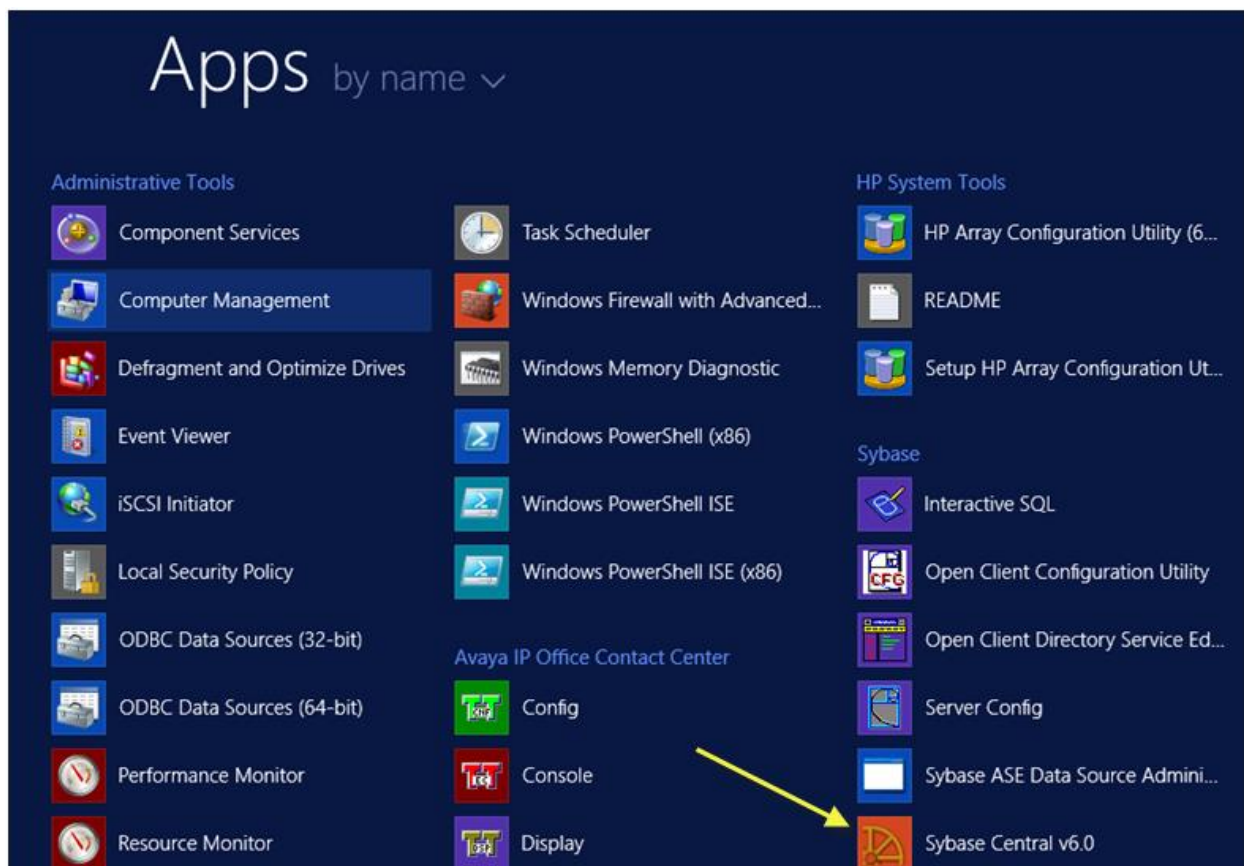 Apps by name
Administrative Tools
Component Services
Computer Management
Defragment and Optimize Drives
Event Viewer
iSCSI Initiator
Local Security Policy
ODBC Data Sources (32-bit)
ODBC Data Sources (64-bit)
Performance Monitor
Resource Monitor
Task Scheduler
Windows Firewall with Advanced...
Windows Memory Diagnostic
Windows PowerShell (x86)
Windows PowerShell ISE
Windows PowerShell ISE (x86)
Avaya IP Office Contact Center
Config
Console
Display
HP System Tools
HP Array Configuration Utility (6...
README
Setup HP Array Configuration Ut...
Sybase
Interactive SQL
CFG
Open Client Configuration Utility
Open Client Directory Service Ed...
Server Config
Sybase ASE Data Source Admini...
Sybase Central v6.0